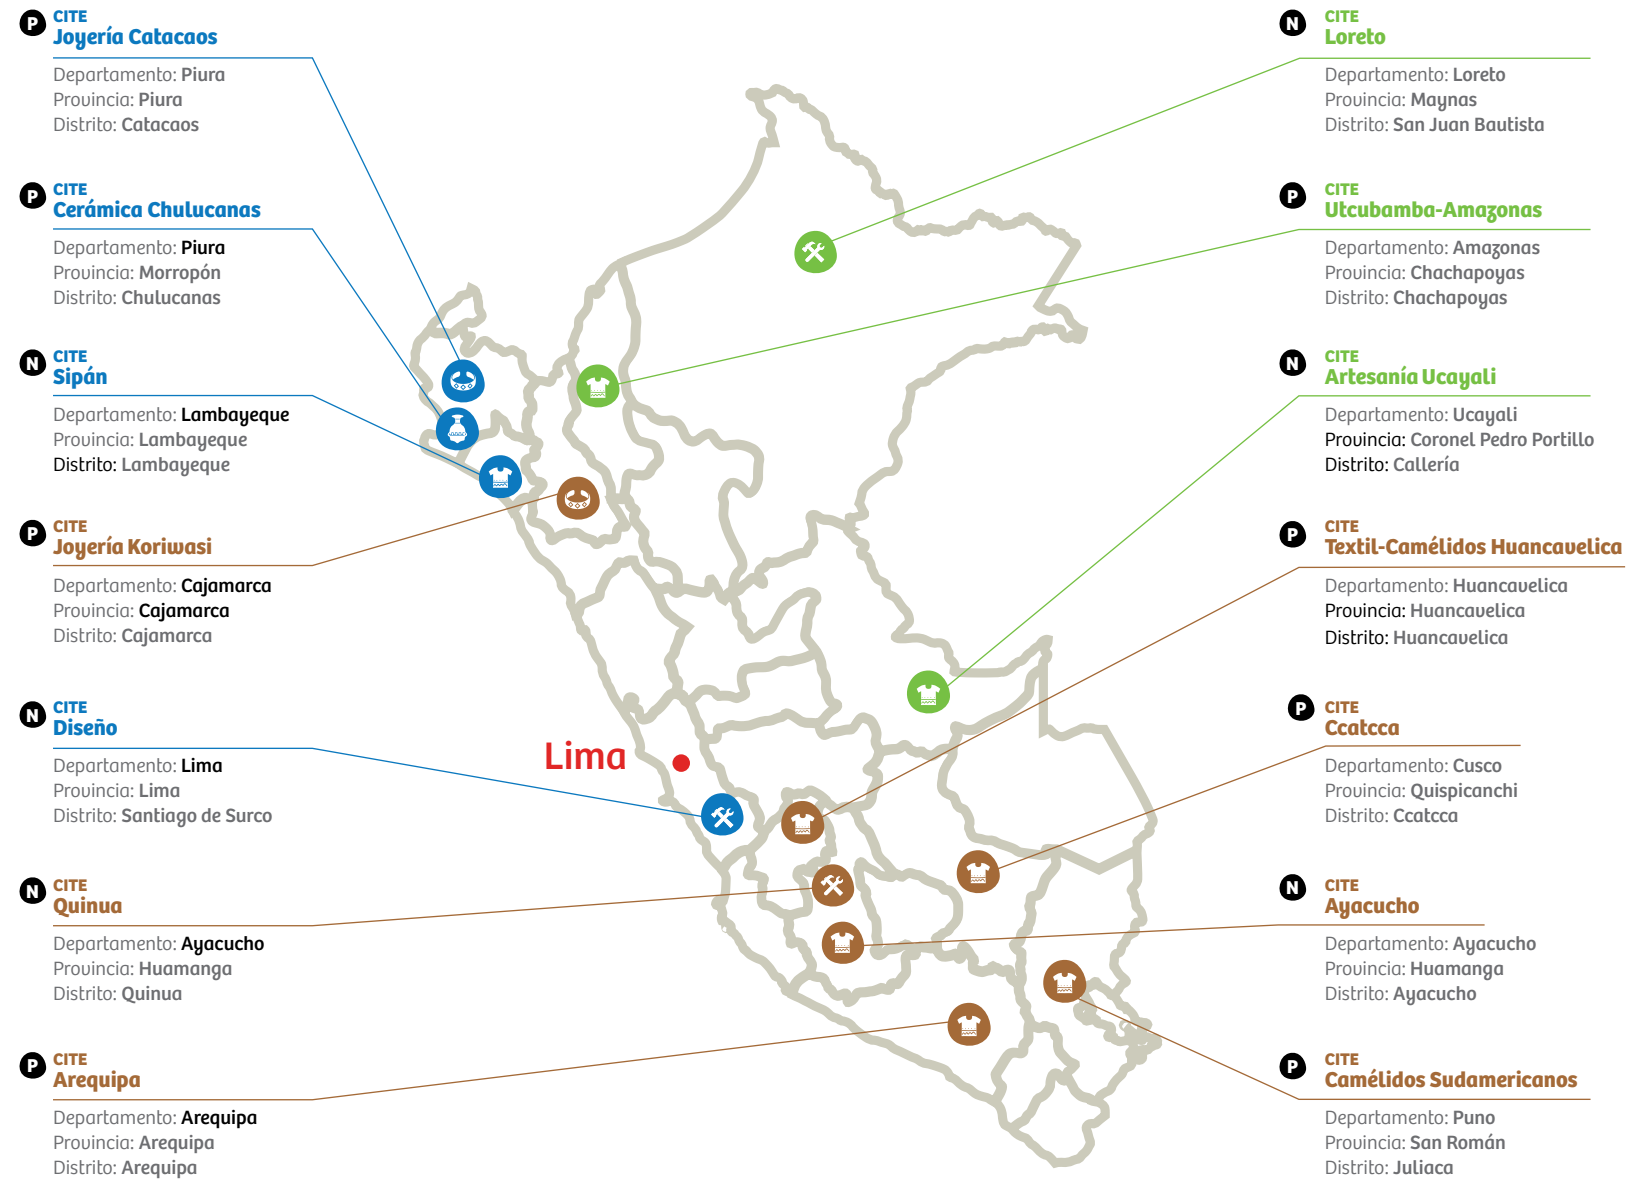 P
CITE
Joyería Catacaos
Departamento: Piura
Provincia: Piura
Distrito: Catacaos
P
CITE
Cerámica Chulucanas
Departamento: Piura
Provincia: Morropón
Distrito: Chulucanas
N
CITE
Sipán
Departamento: Lambayeque
Provincia: Lambayeque
Distrito: Lambayeque
P
CITE
Joyería Koriwasi
Departamento: Cajamarca
Provincia: Cajamarca
Distrito: Cajamarca
N
CITE
Diseño
Departamento: Lima
Provincia: Lima
Distrito: Santiago de Surco
N
CITE
Quinua
Departamento: Ayacucho
Provincia: Huamanga
Distrito: Quinua
P
CITE
Arequipa
Departamento: Arequipa
Provincia: Arequipa
Distrito: Arequipa
Lima
N
CITE
Loreto
Departamento: Loreto
Provincia: Maynas
Distrito: San Juan Bautista
P
CITE
Utcubamba-Amazonas
Departamento: Amazonas
Provincia: Chachapoyas
Distrito: Chachapoyas
N
CITE
Artesanía Ucayali
Departamento: Ucayali
Provincia: Coronel Pedro Portillo
Distrito: Callería
P
CITE
Textil-Camélidos Huancavelica
Departamento: Huancavelica
Provincia: Huancavelica
Distrito: Huancavelica
P
CITE
Ccatcca
Departamento: Cusco
Provincia: Quispicanchi
Distrito: Ccatcca
N
CITE
Ayacucho
Departamento: Ayacucho
Provincia: Huamanga
Distrito: Ayacucho
P
CITE
Camélidos Sudamericanos
Departamento: Puno
Provincia: San Román
Distrito: Juliaca